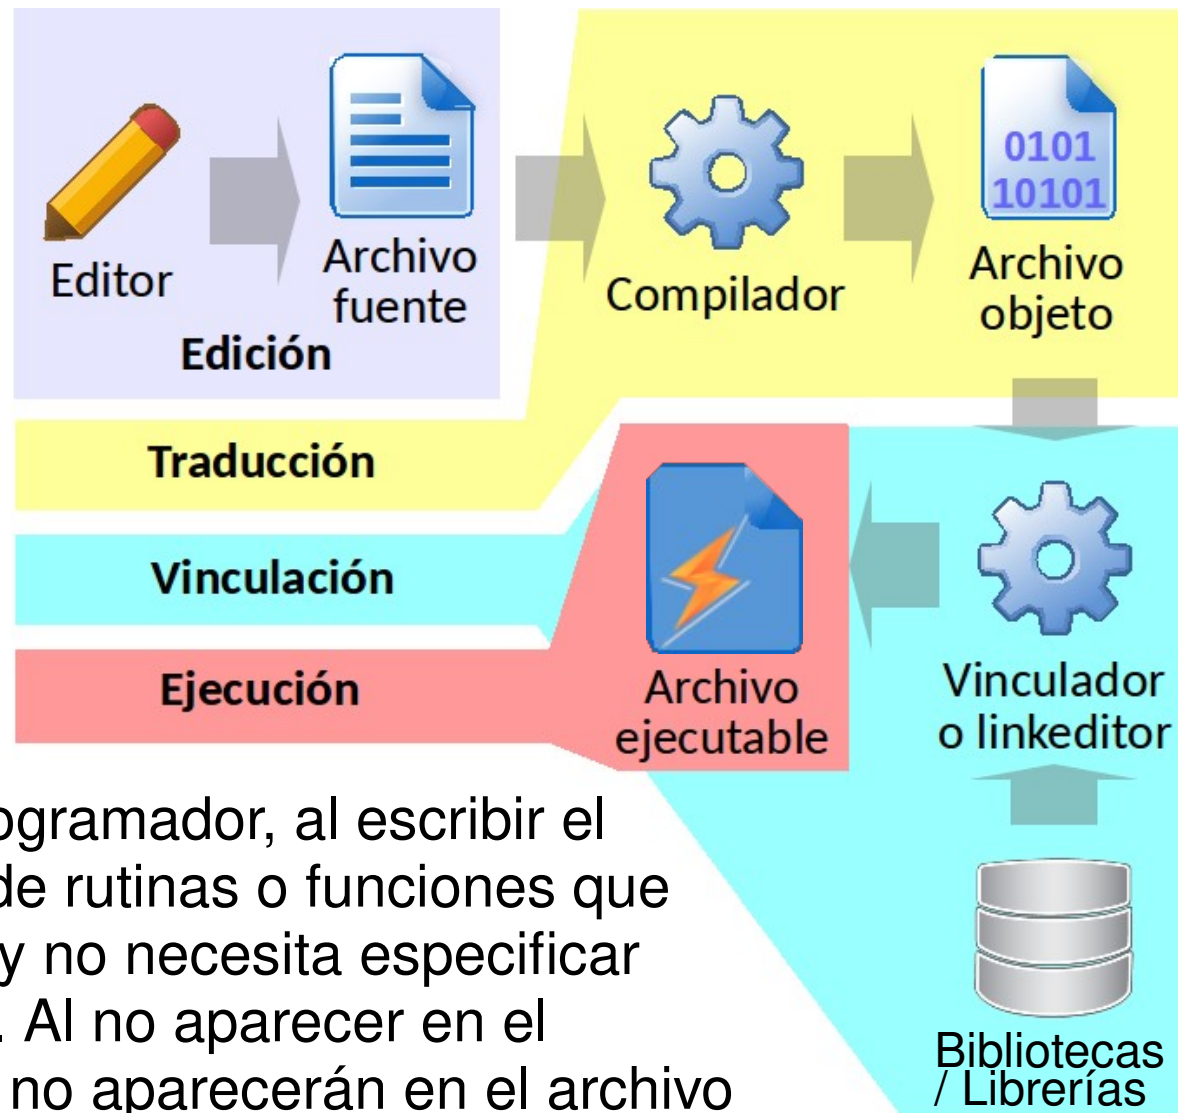 0101
10101
Editor
Archivo
fuente
Edición
Compilador
Archivo
objeto
Traducción
Vinculación
Ejecución
Archivo
ejecutable
Vinculador
o linkeditor
Bibliotecas
/ Librerías
ogramador, al escribir el
de rutinas o funciones que
y no necesita especificar
. Al no aparecer en el
no aparecerán en el archivo